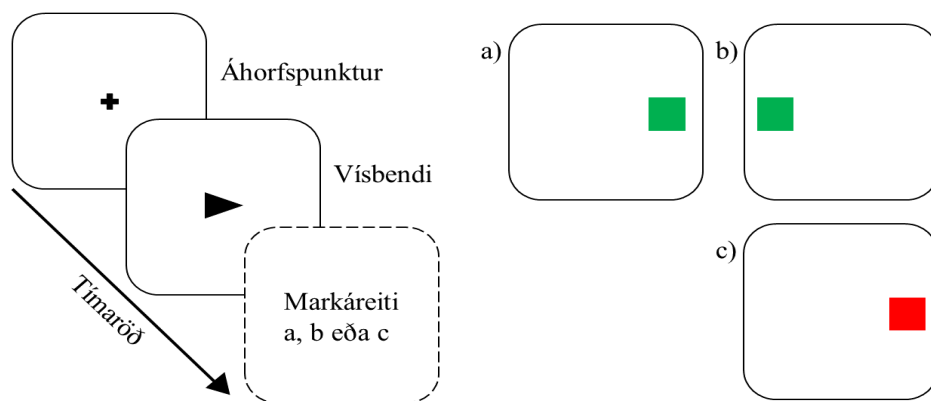 Áhorfspunktur
Vísbendi
Markáreiti
a, b eða c
Tímaröð
a)
b)
c)